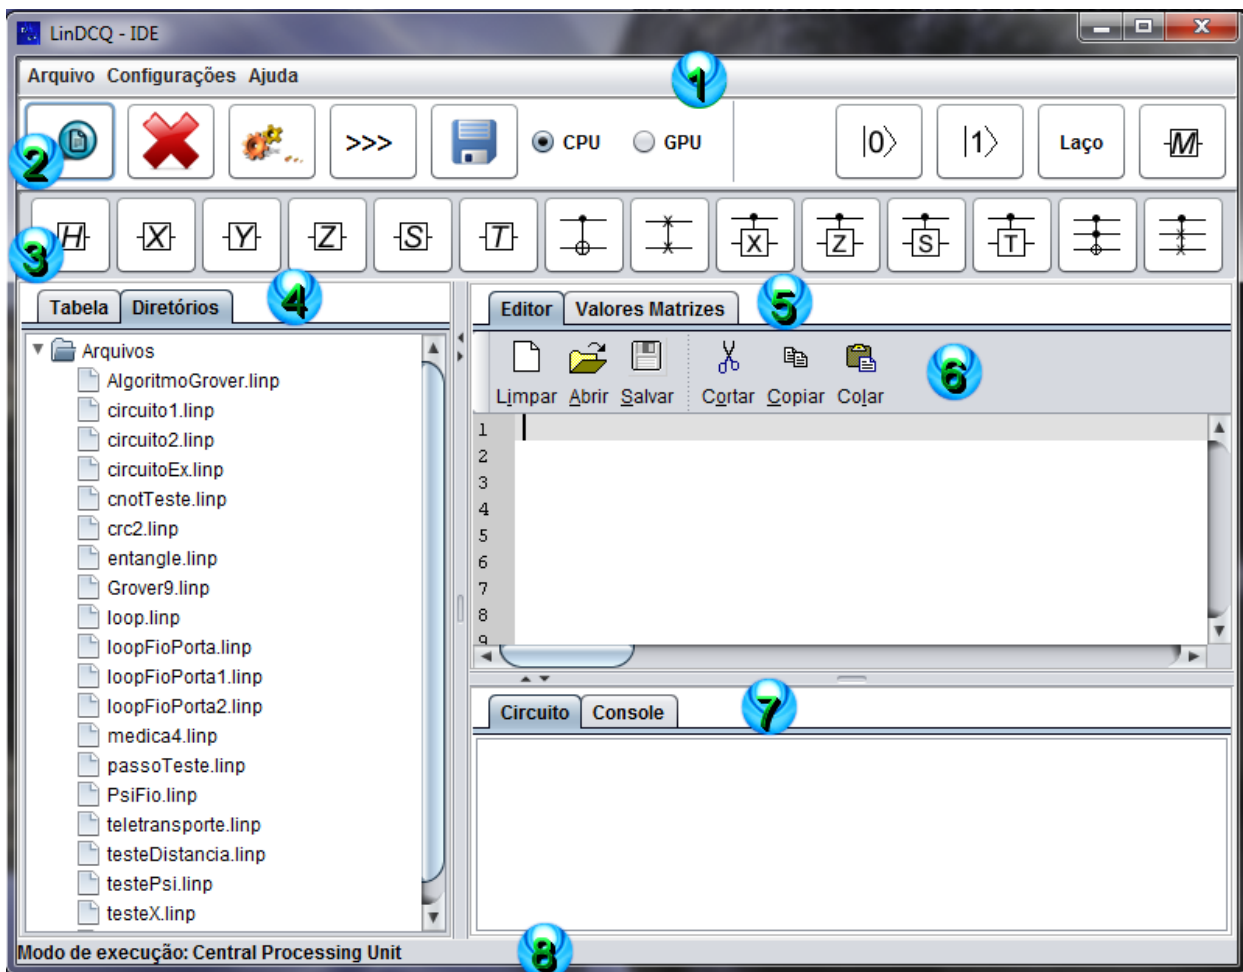 LinDCQ - IDE
Arquivo Configurações Ajuda
1
2
>>>
CPU
GPU
|0⟩
|1⟩
Laço
M
3
H
X
Y
Z
S
T
X
Z
S
T
4
5
Tabela Diretórios
Editor Valores Matrizes
Arquivos
AlgoritmoGrover.linp
circuito1.linp
circuito2.linp
circuitoEx.linp
cnotTeste.linp
crc2.linp
entangle.linp
Grover9.linp
loop.linp
loopFioPorta.linp
loopFioPorta1.linp
loopFioPorta2.linp
medica4.linp
passoTeste.linp
PsiFio.linp
teletransporte.linp
testeDistancia.linp
testePsi.linp
testeX.linp
6
Limpar Abrir Salvar Cortar Copiar Colar
1
2
3
4
5
6
7
8
9
7
Circuito Console
8
Modo de execução: Central Processing Unit